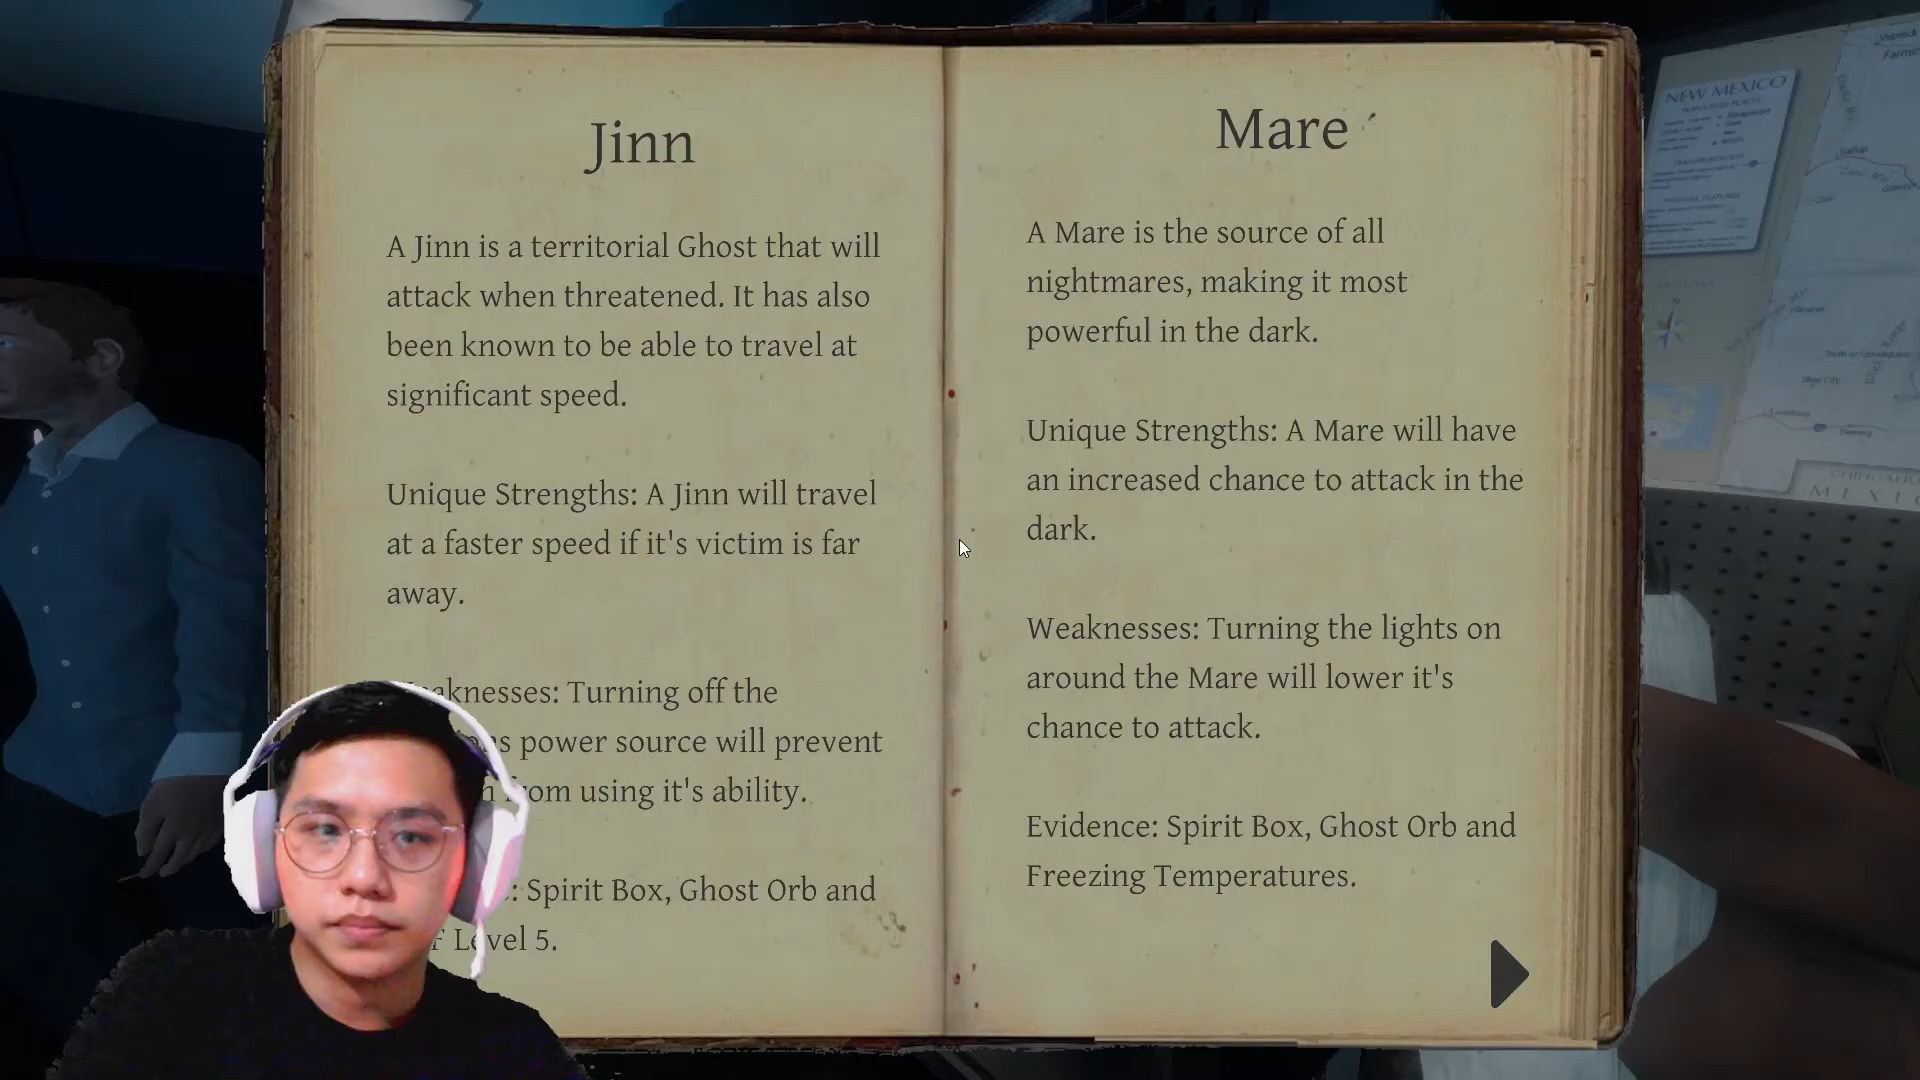 Jinn
A Jinn is a territorial Ghost that will
attack when threatened. It has also
been known to be able to travel at
significant speed.
Unique Strengths: A Jinn will travel
at a faster speed if it's victim is far
away.
Turning off the
power source will prevent
from using it's ability.
Spirit Box, Ghost Orb and
Level 5.
Mare
A Mare is the source of all
nightmares, making it most
powerful in the dark.
Unique Strengths: A Mare will have
an increased chance to attack in the
dark.
Weaknesses: Turning the lights on
around the Mare will lower it's
chance to attack.
Evidence: Spirit Box, Ghost Orb and
Freezing Temperatures.
NEW MEXICO
POPULATED PLACES